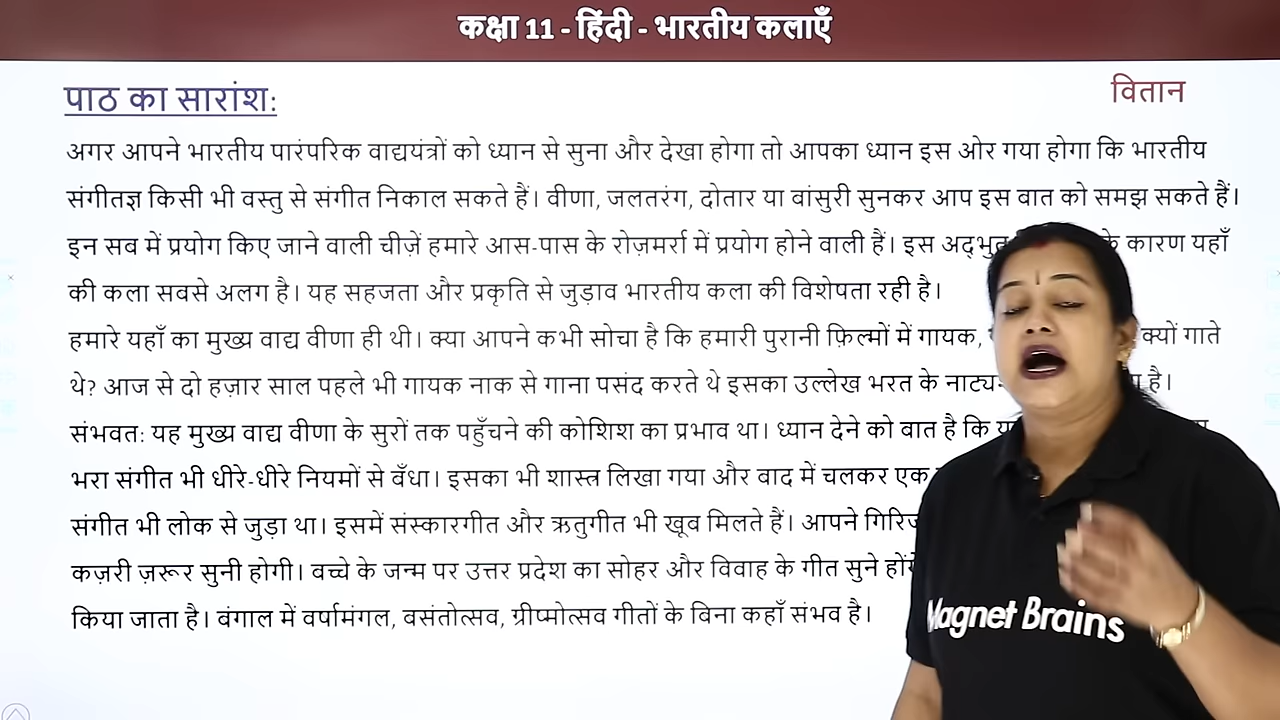 कक्षा 11 - हिंदी - भारतीय कलाएँ
पाठ का सारांश:
वितान
अगर आपने भारतीय पारंपरिक वाद्ययंत्रों को ध्यान से सुना और देखा होगा तो आपका ध्यान इस ओर गया होगा कि भारतीय
संगीतज्ञ किसी भी वस्तु से संगीत निकाल सकते हैं। वीणा, जलतरंग, दोतार या बांसुरी सुनकर आप इस बात को समझ सकते हैं।
इन सब में प्रयोग किए जाने वाली चीज़ें हमारे आस-पास के रोज़मर्रा में प्रयोग होने वाली हैं। इस के कारण यहाँ
की कला सबसे अलग है। यह सहजता और प्रकृति से जुड़ाव भारतीय कला की विशेषता रही है।
हमारे यहाँ का मुख्य वाद्य वीणा ही थी। क्या आपने कभी सोचा है कि हमारी पुरानी फ़िल्मों में गायक, क्यों गाते
थे? आज से दो हज़ार साल पहले भी गायक नाक से गाना पसंद करते थे इसका उल्लेख भरत के है।
संभवत: यह मुख्य वाद्य वीणा के सुरों तक पहुँचने की कोशिश का प्रभाव था। ध्यान देने को बात है कि
भरा संगीत भी धीरे-धीरे नियमों से बँधा। इसका भी शास्त्र लिखा गया और बाद में चलकर एक
संगीत भी लोक से जुड़ा था। इसमें संस्कारगीत और ऋतुगीत भी खूब मिलते हैं। आपने
कज़री ज़रूर सुनी होगी। वच्चे के जन्म पर उत्तर प्रदेश का सोहर और विवाह के गीत सुने
किया जाता है। वंगाल में वर्षामंगल, वसंतोत्सव, ग्रीष्मोत्सव गीतों के विना कहाँ संभव है।
Magnet Brains